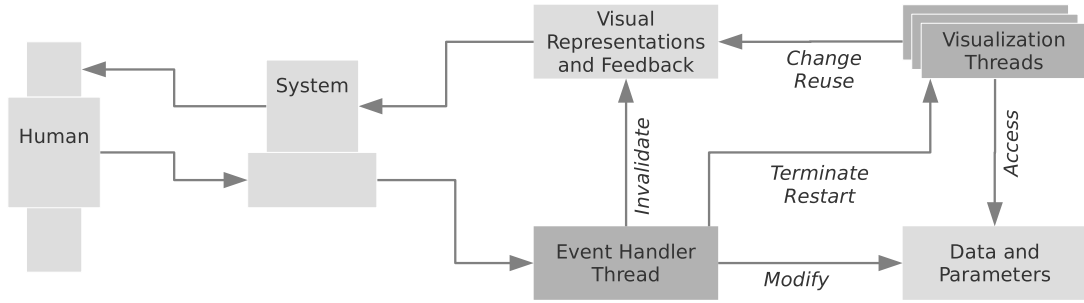 Visual
Representations
and Feedback
Visualization
Threads
Change
Reuse
System
Human
Invalidate
Access
Terminate
Restart
Event Handler
Thread
Modify
Data and
Parameters